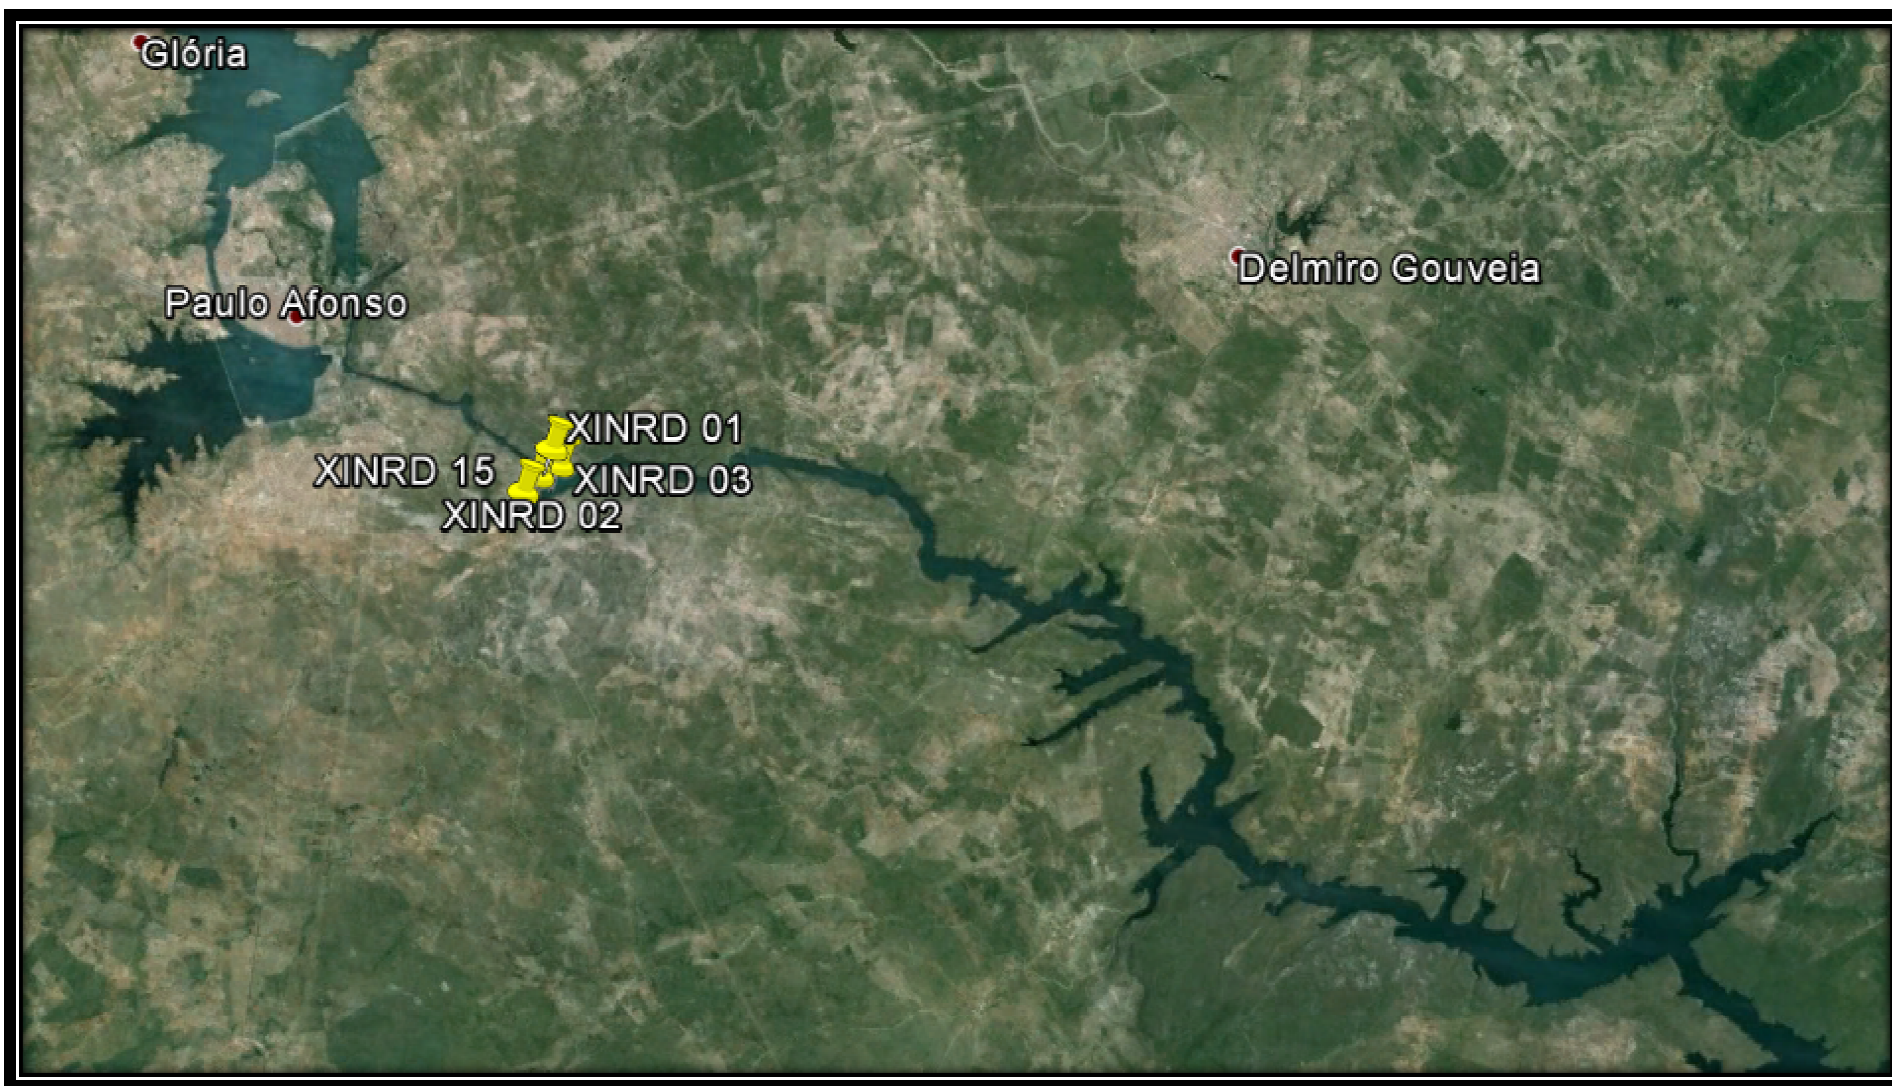 Glória
Delmiro Gouveia
Paulo Afonso
XINRD 01
XINRD 15
XINRD 03
XINRD 02